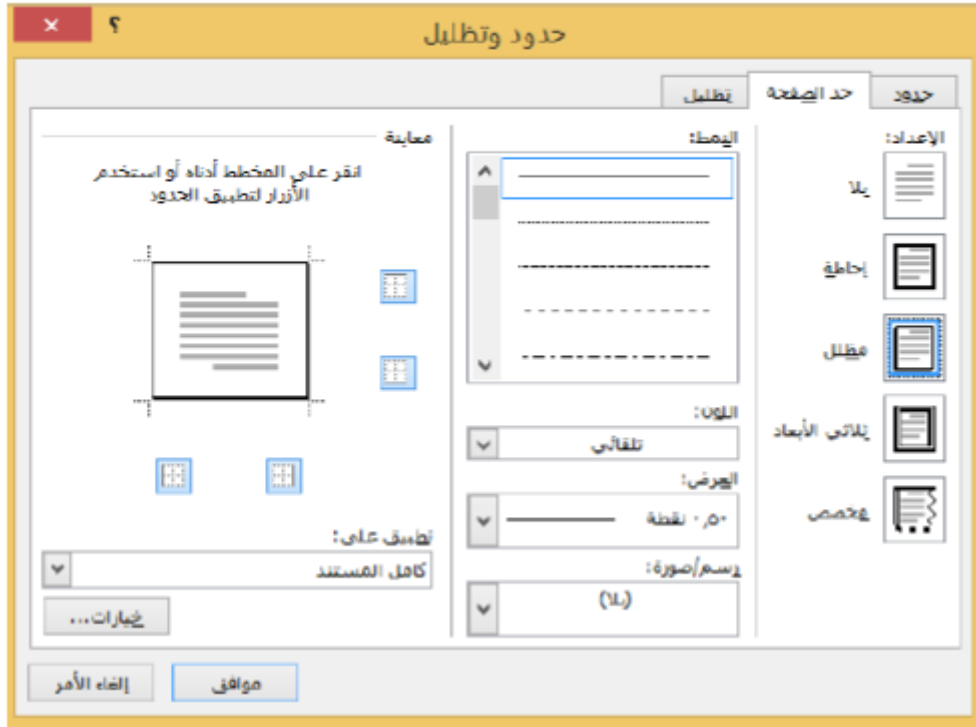 حدود وتظليل
؟
حدود
حد الصفحة
تظليل
الإعداد:
بلا
إحاطة
مظلل
ثلاثي الأبعاد
مخصص
النمط:
اللون:
تلقائي
العرض:
٠,٥٠ نقطة
رسم/صورة:
(بلا)
معاينة
انقر على المخطط أدناه أو استخدم
الأزرار لتطبيق الحدود
تطبيق على:
كامل المستند
خيارات...
موافق
إلغاء الأمر